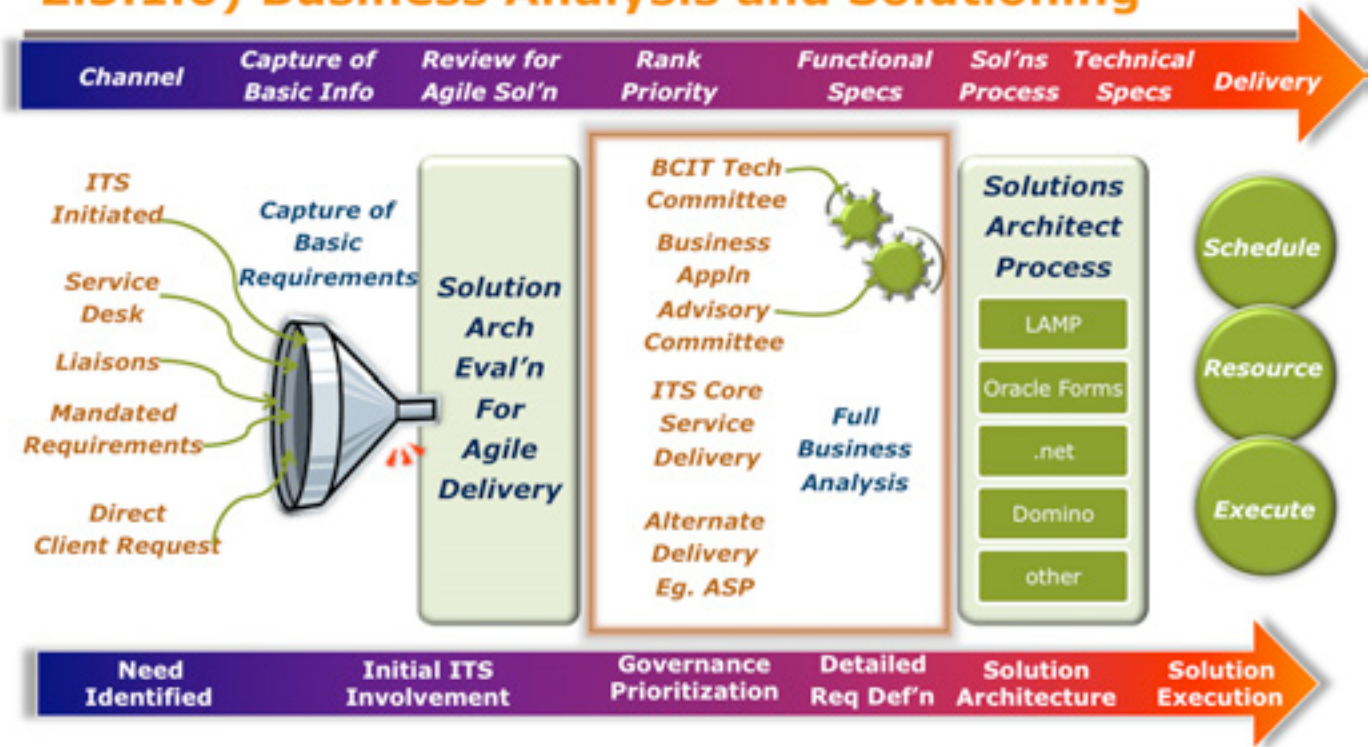 2.3.1.6) Business Analysis and Solutioning
Channel
Capture of
Basic Info
Review for
Agile Sol'n
Rank
Priority
Functional
Specs
Sol'ns
Process
Technical
Specs
Delivery
ITS
Initiated
Service
Desk
Liaisons
Mandated
Requirements
Direct
Client Request
Capture of
Basic
Requirements
Solution
Arch
Eval'n
For
Agile
Delivery
BCIT Tech
Committee
Business
Appln
Advisory
Committee
ITS Core
Service
Delivery
Alternate
Delivery
Eg. ASP
Full
Business
Analysis
Solutions
Architect
Process
LAMP
Oracle Forms
.net
Domino
other
Schedule
Resource
Execute
Need
Identified
Initial ITS
Involvement
Governance
Prioritization
Detailed
Req Def'n
Solution
Architecture
Solution
Execution